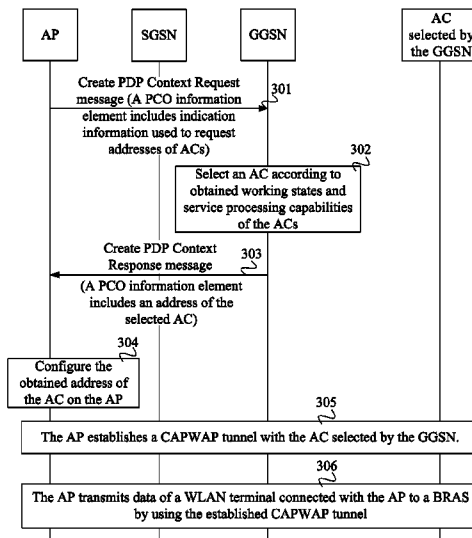 AP
SGSN
GGSN
AC
selected by
the GGSN
Create PDP Context Request
message (A PCO information
element includes indication
information used to request
addresses of ACs)
301
302
Select an AC according to
obtained working states and
service processing capabilities
of the ACs
Create PDP Context
Response message
303
(A PCO information element
includes an address of the
selected AC)
304
Configure the
obtained address of
the AC on the AP
305
The AP establishes a CAPWAP tunnel with the AC selected by the GGSN.
306
The AP transmits data of a WLAN terminal connected with the AP to a BRAS
by using the established CAPWAP tunnel